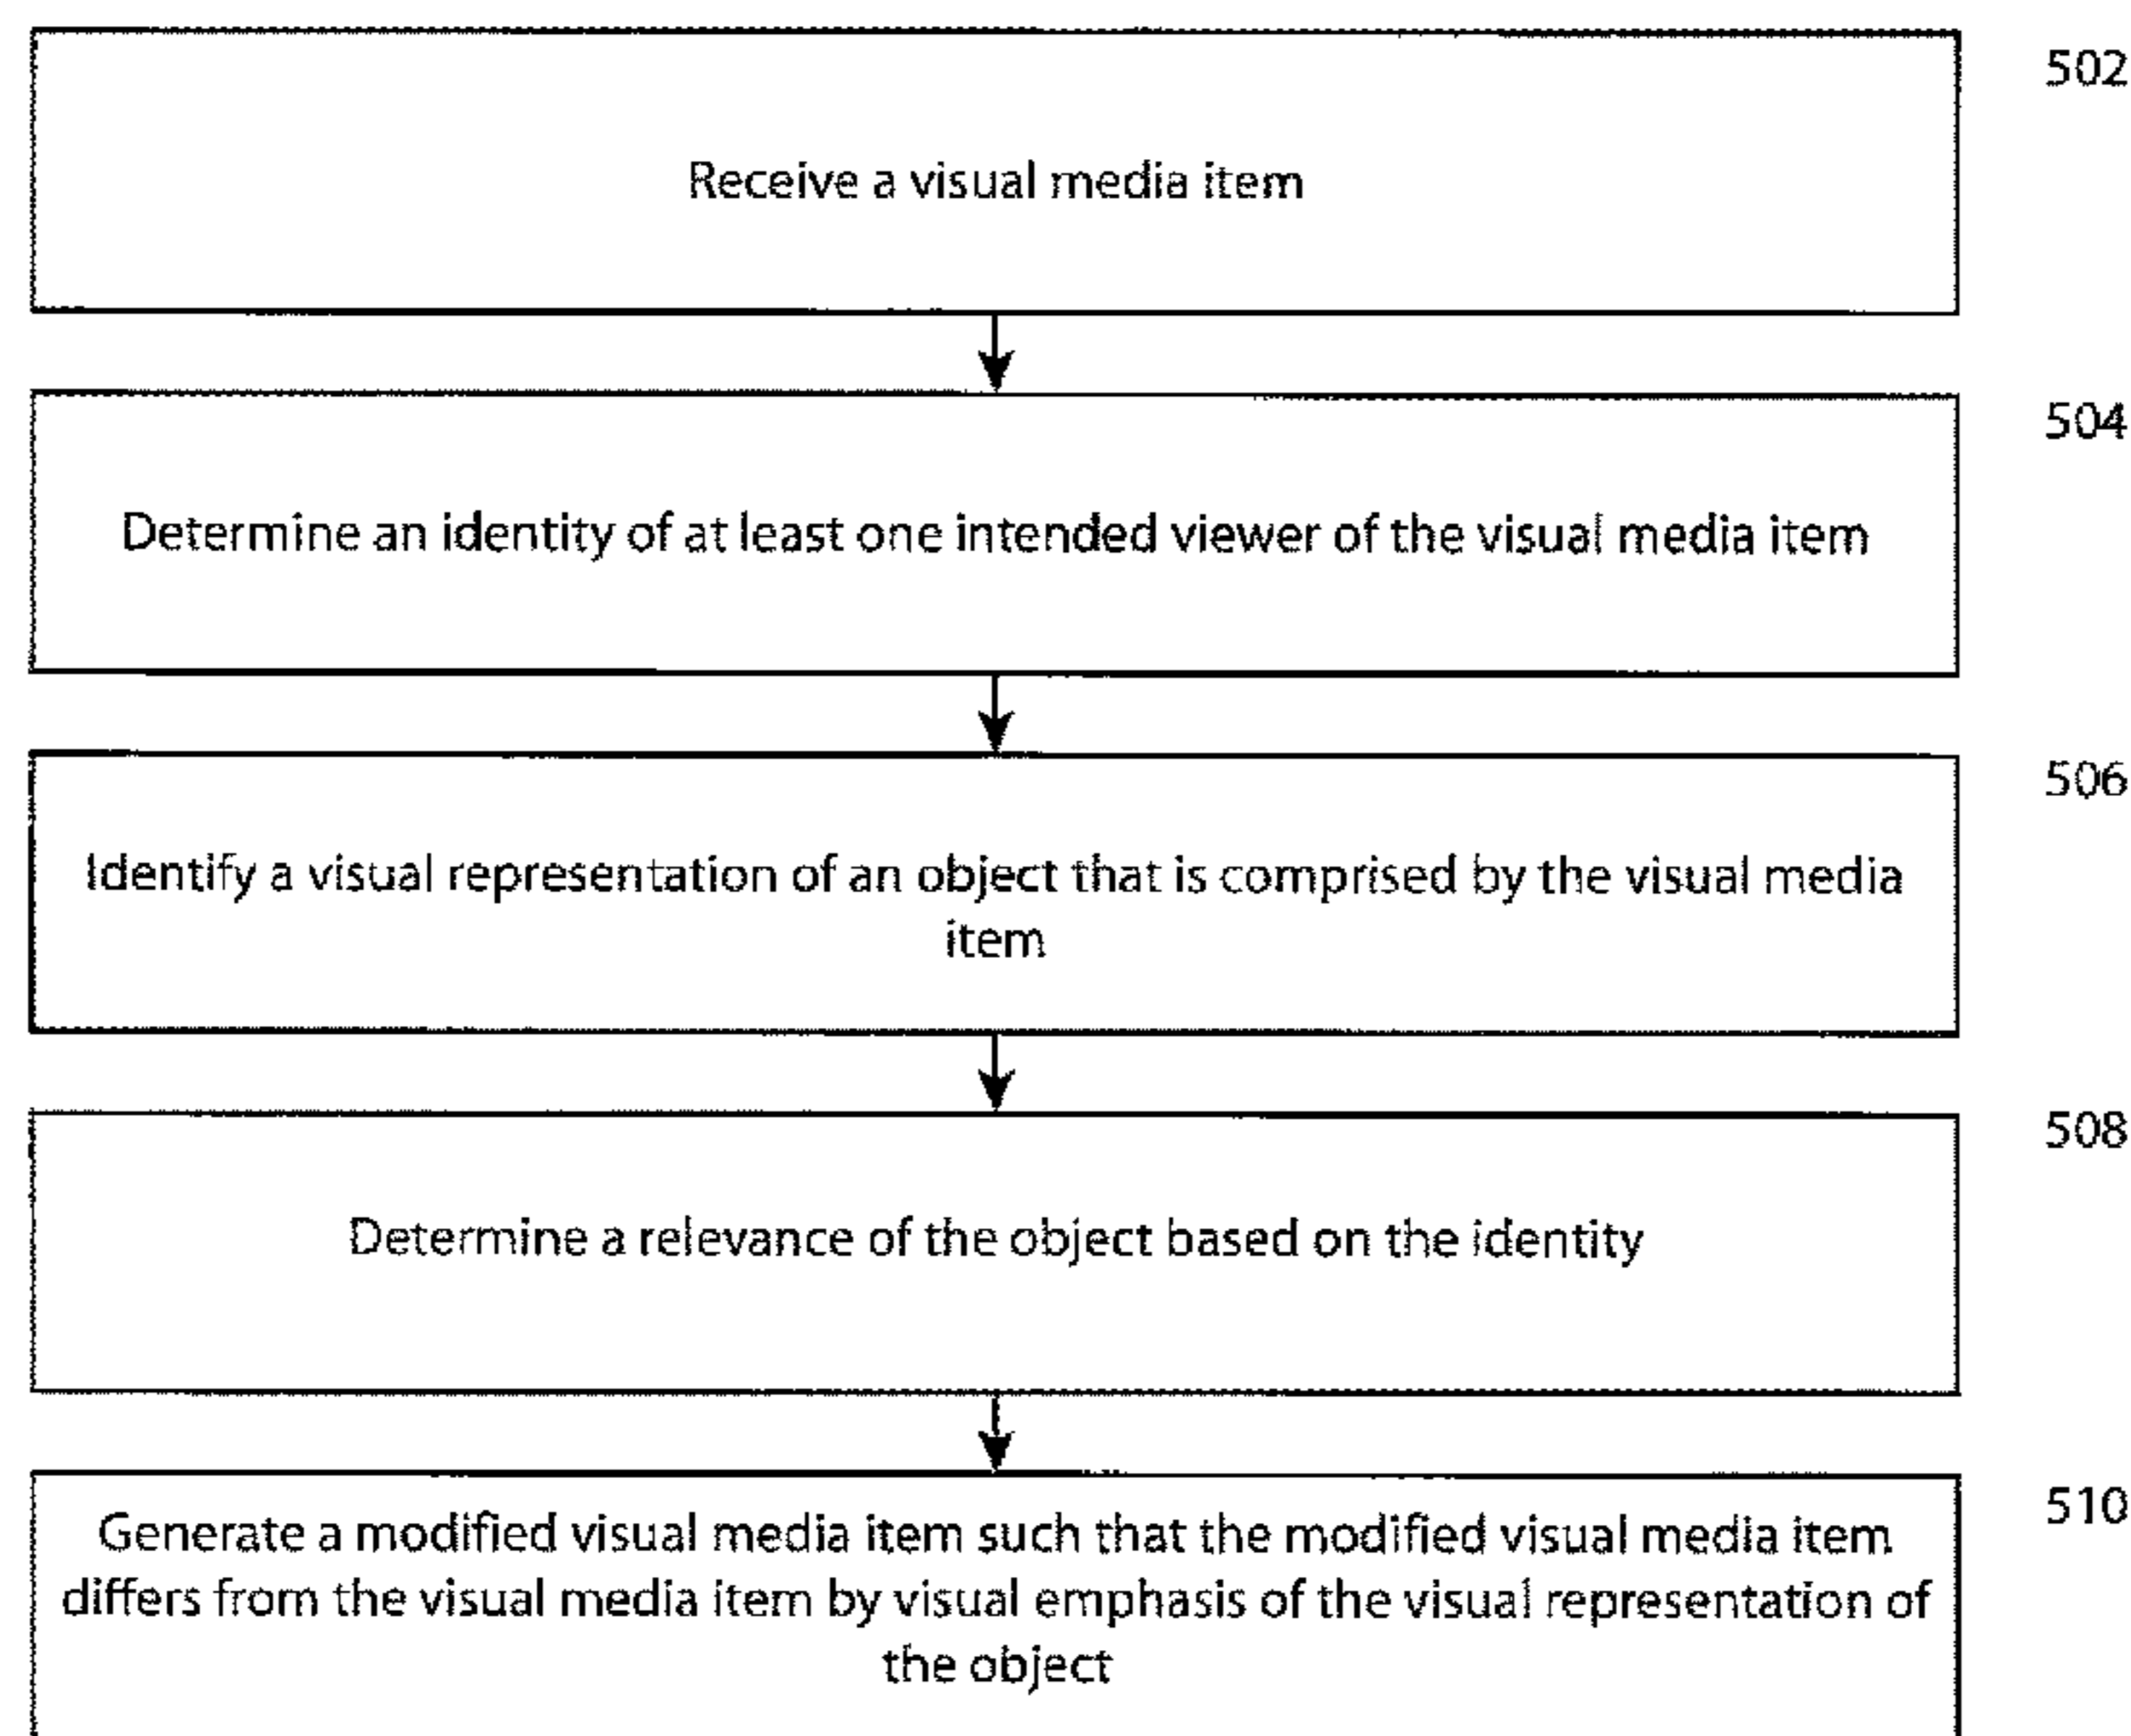 502
Receive a visual media item
504
Determine an identity of at least one intended viewer of the visual media item
506
Identify a visual representation of an object that is comprised by the visual media
item
508
Determine a relevance of the object based on the identity
510
Generate a modified visual media item such that the modified visual media item
differs from the visual media item by visual emphasis of the visual representation of
the object